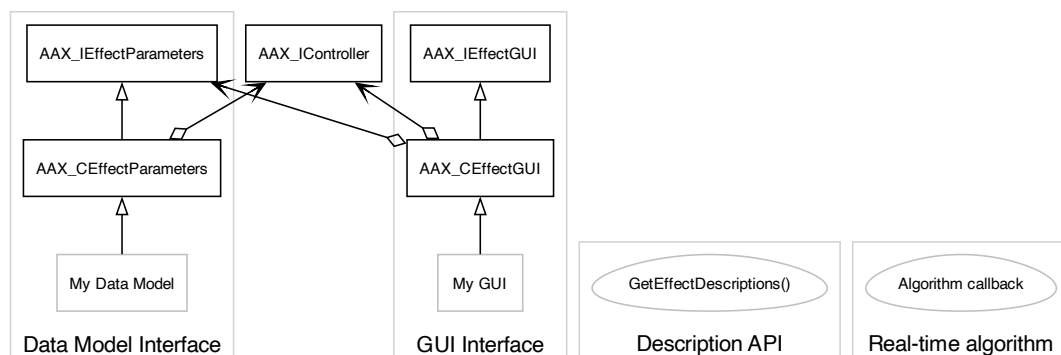 AAX_IEffectParameters
AAX_IController
AAX_IEffectGUI
AAX_CEffectParameters
AAX_CEffectGUI
My Data Model
My GUI
GetEffectDescriptions()
Algorithm callback
Data Model Interface
GUI Interface
Description API
Real-time algorithm